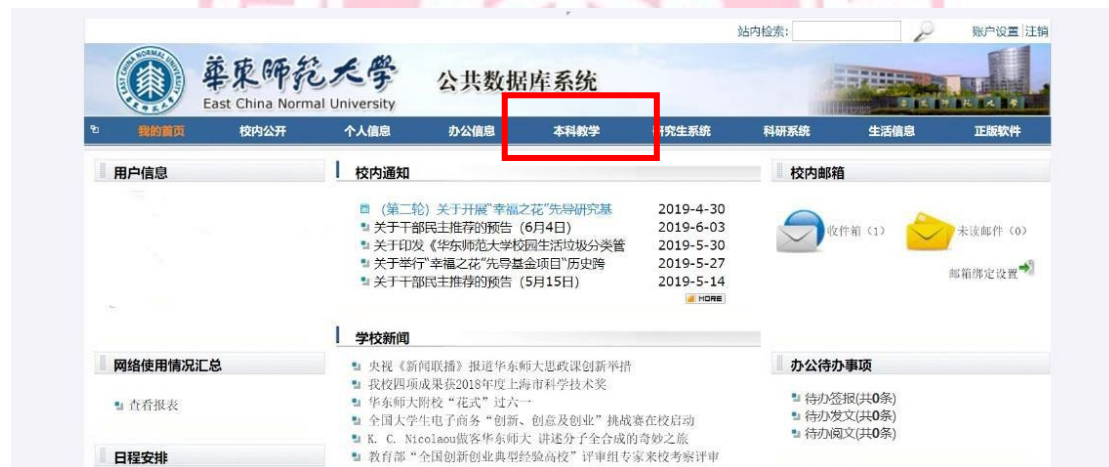 站内检索:
账户设置|注销
華東師範大學
East China Normal University
公共数据库系统
我的首页 校内公开 个人信息 办公信息 本科教学 研究生系统 科研系统 生活信息 正版软件
用户信息
校内通知
(第二轮)关于开展“幸福之花”先导研究基 2019-4-30
关于干部民主推荐的预告(6月4日) 2019-6-03
关于印发《华东师范大学校园生活垃圾分类管 2019-5-30
关于举行“幸福之花”先导基金项目“历史跨 2019-5-27
关于干部民主推荐的预告(5月15日) 2019-5-14
MORE
校内邮箱
收件箱(1)
未读邮件(0)
邮箱绑定设置
网络使用情况汇总
查看报表
日程安排
学校新闻
央视《新闻联播》报道华东师大思政课创新举措
我校四项成果获2018年度上海市科学技术奖
华东师大附校“花式”过六一
全国大学生电子商务“创新、创意及创业”挑战赛在校启动
K. C. Nicolaou做客华东师大 讲述分子全合成的奇妙之旅
教育部“全国创新创业典型经验高校”评审组专家来校考察评审
办公待办事项
待办签报(共0条)
待办发文(共0条)
待办阅文(共0条)